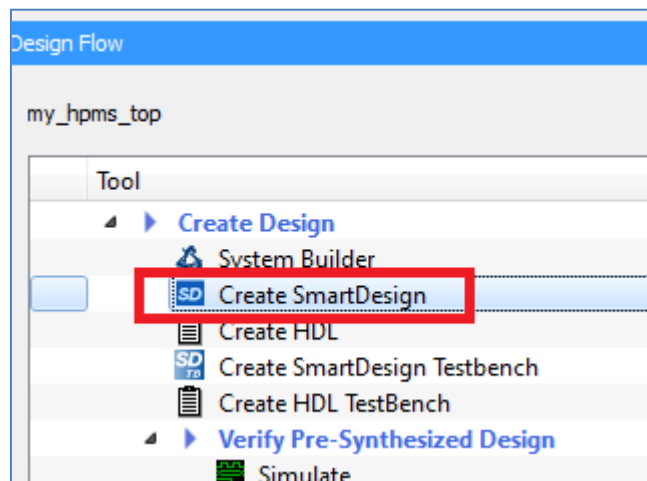 Design Flow
my_hpms_top
Tool
Create Design
System Builder
SD Create SmartDesign
Create HDL
SD TB Create SmartDesign Testbench
Create HDL TestBench
Verify Pre-Synthesized Design
Simulate